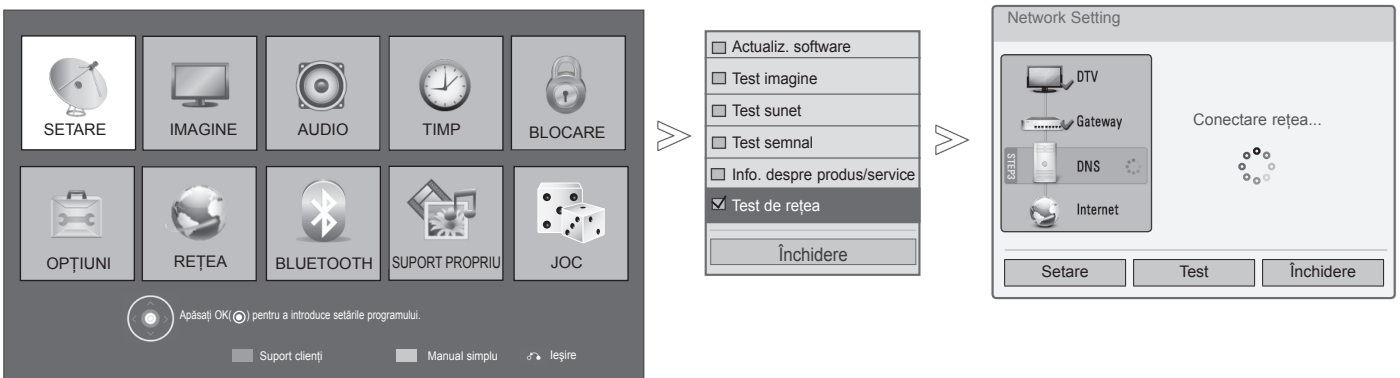 SETARE
IMAGINE
AUDIO
TIMP
BLOCARE
OPȚIUNI
REȚEA
BLUETOOTH
SUPORT PROPRIU
JOC
Apăsați OK( ) pentru a introduce setările programului.
Suport clienți
Manual simplu
Ieşire
Actualiz. software
Test imagine
Test sunet
Test semnal
Info. despre produs/service
Test de rețea
Închidere
Network Setting
DTV
Gateway
STEP3
DNS
Internet
Conectare rețea...
Setare
Test
Închidere